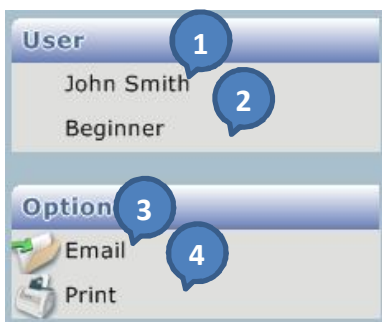 User
1
John Smith
2
Beginner
Option
3
Email
4
Print